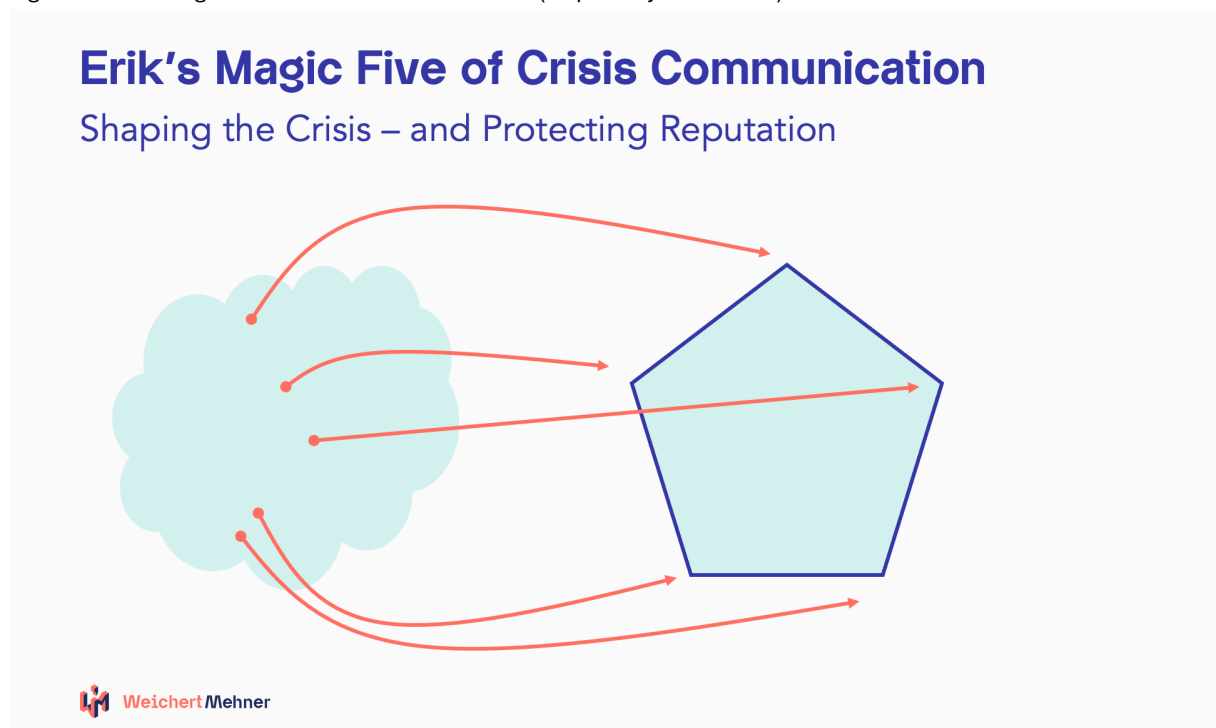 Erik’s Magic Five of Crisis Communication
Shaping the Crisis – and Protecting Reputation
WeichertMehner